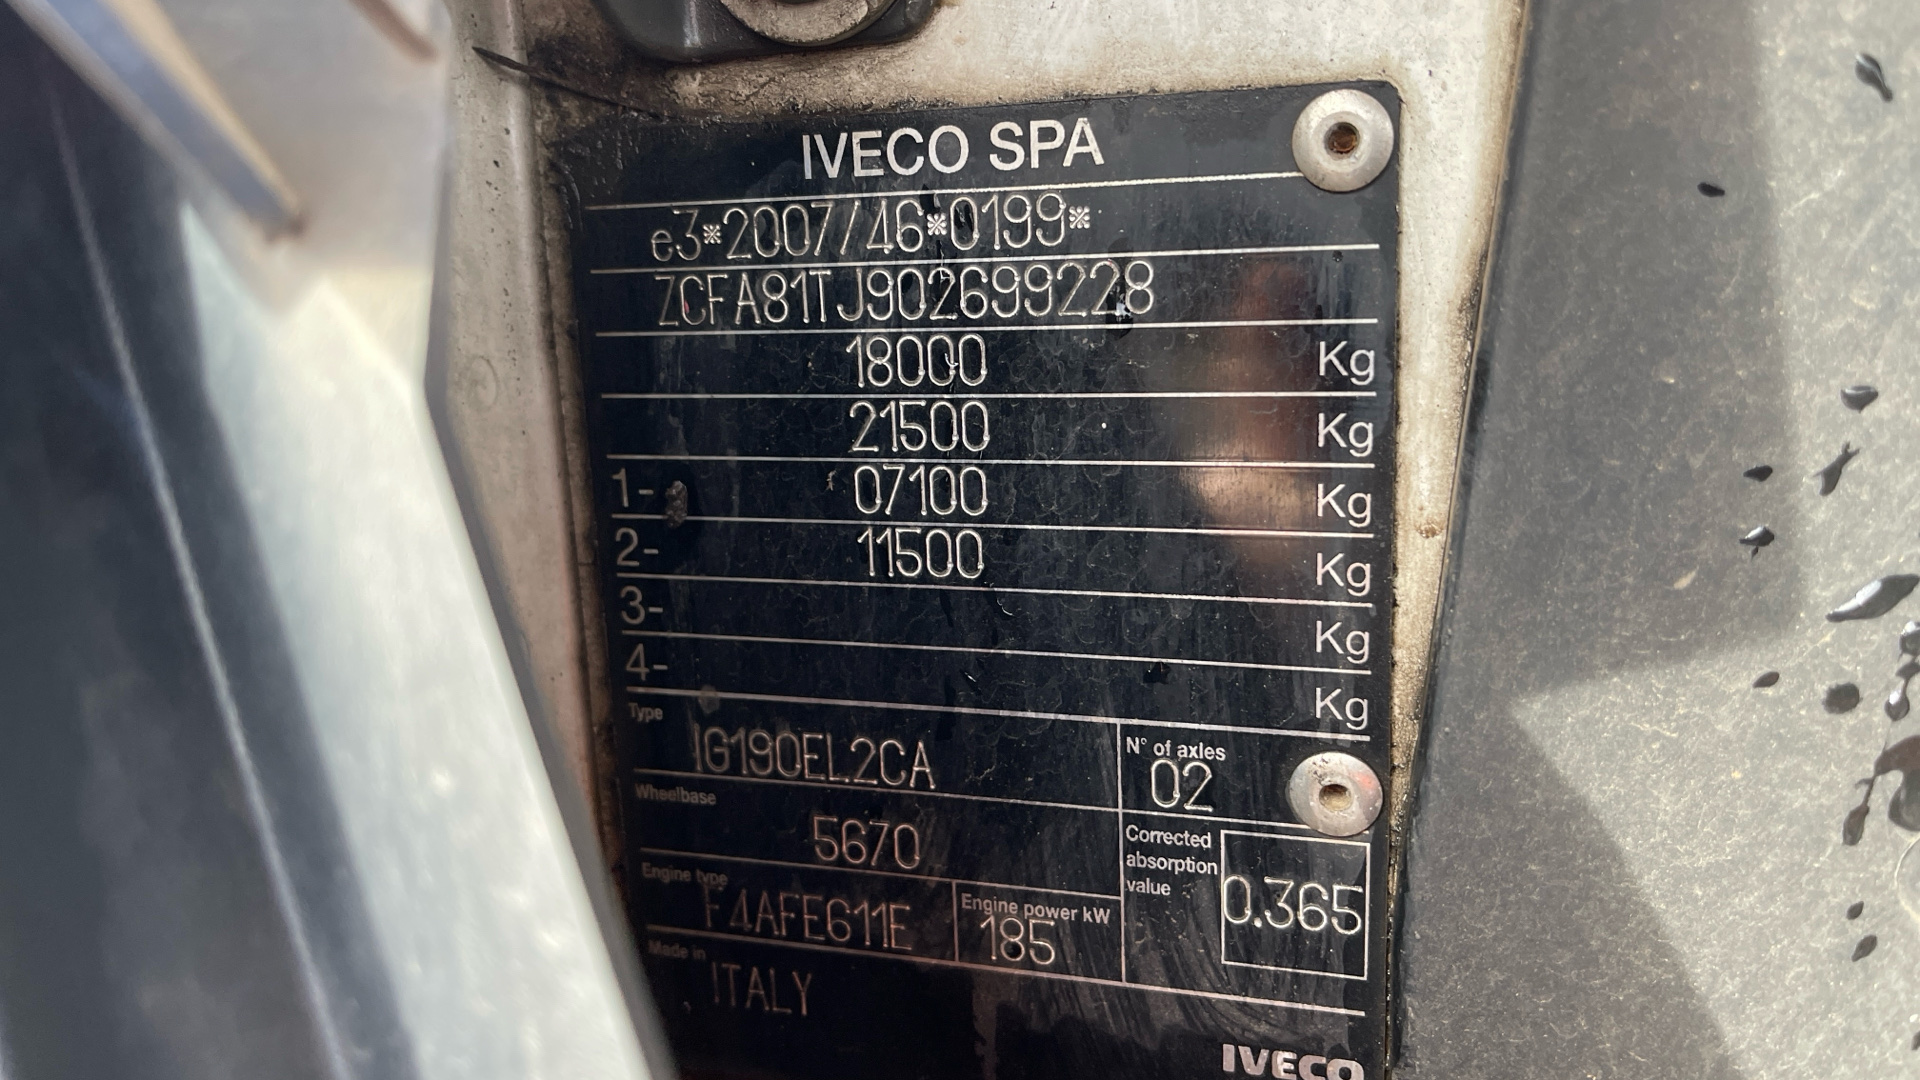 IVECO SPA
e3*2007/46*0199*
ZCFA81TJ902699228
18000 Kg
21500 Kg
1- 07100 Kg
2- 11500 Kg
3- Kg
4- Kg
Type IG190EL2CA
N° of axles 02
Wheelbase 5670
Corrected absorption value 0.365
Engine type F4AFE611E
Engine power kW 185
Made in ITALY
IVECO